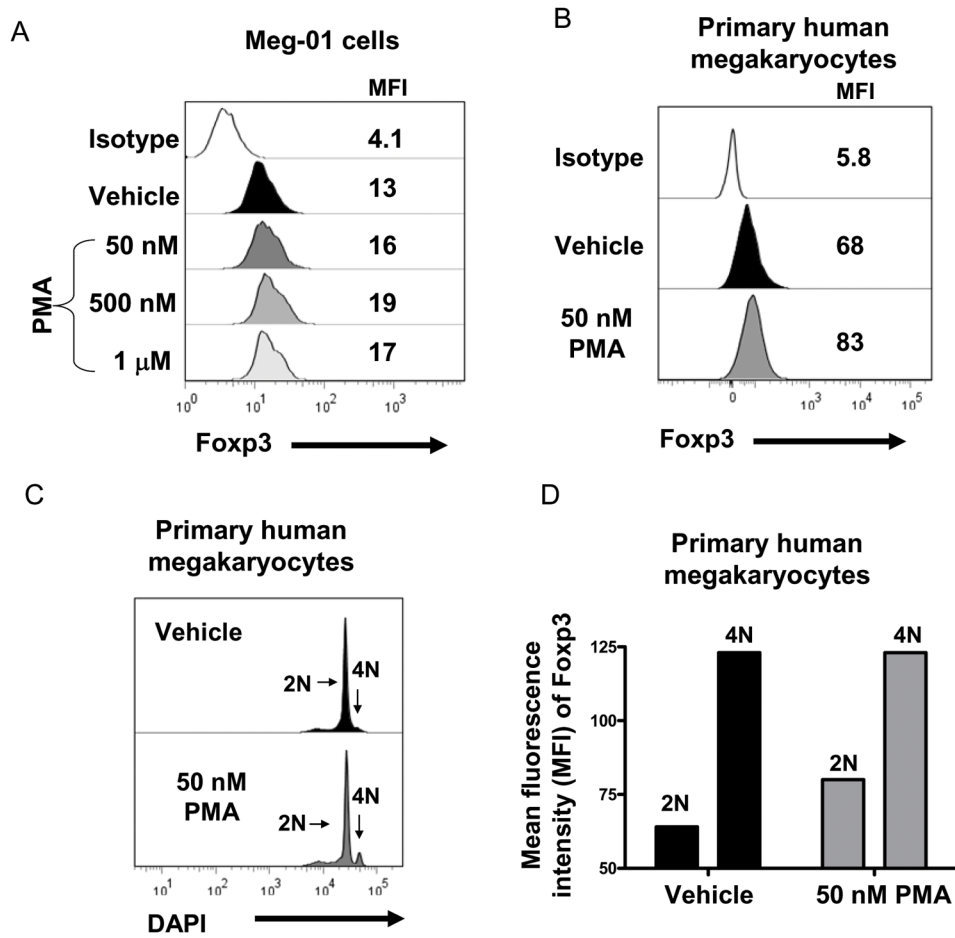 A
Meg-01 cells
MFI
Isotype 4.1
Vehicle 13
PMA
50 nM 16
500 nM 19
1 μM 17
10⁰ 10¹ 10² 10³
Foxp3
B
Primary human
megakaryocytes
MFI
Isotype 5.8
Vehicle 68
50 nM
PMA 83
0 10³ 10⁴ 10⁵
Foxp3
C
Primary human
megakaryocytes
Vehicle
2N 4N
50 nM
PMA
2N 4N
10¹ 10² 10³ 10⁴ 10⁵
DAPI
D
Primary human
megakaryocytes
Mean fluorescence
intensity (MFI) of Foxp3
125
100
75
50
2N 4N 2N 4N
Vehicle 50 nM PMA